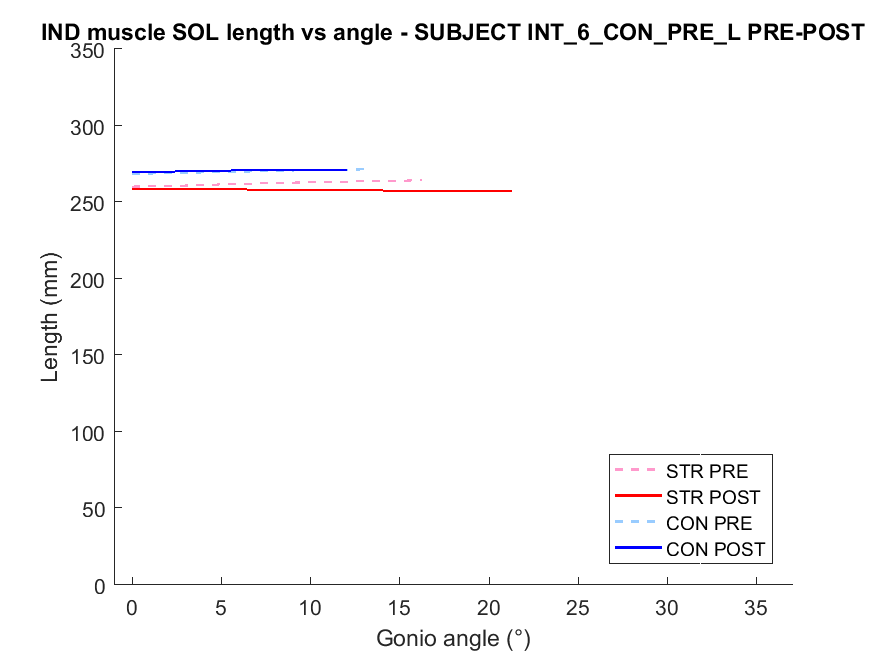 IND muscle SOL length vs angle - SUBJECT INT_6_CON_PRE_L PRE-POST
350
300
250
200
150
100
50
0
Length (mm)
0 5 10 15 20 25 30 35
Gonio angle (°)
STR PRE
STR POST
CON PRE
CON POST